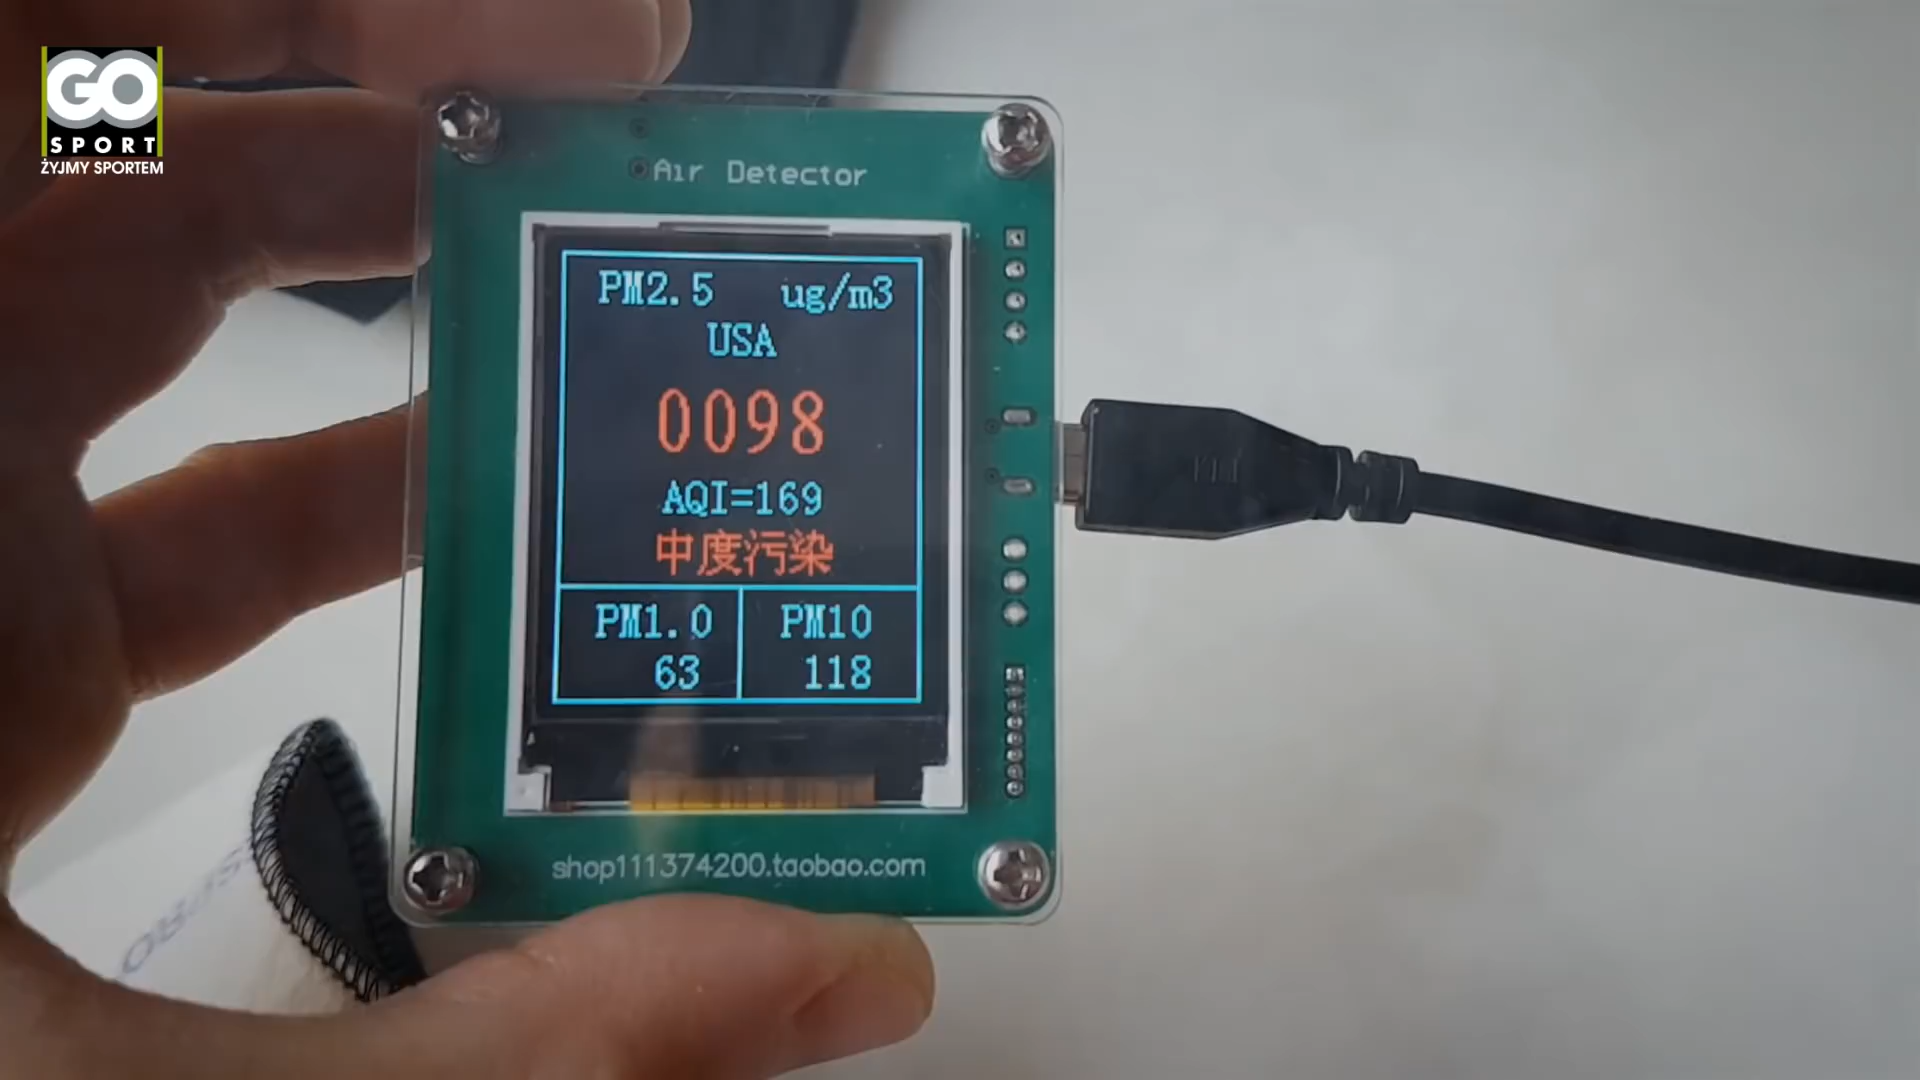 GO
SPORT
ŻYJMY SPORTEM
Air Detector
PM2.5 ug/m3
USA
0098
AQI=169
中度污染
PM1.0 PM10
63 118
shop111374200.taobao.com